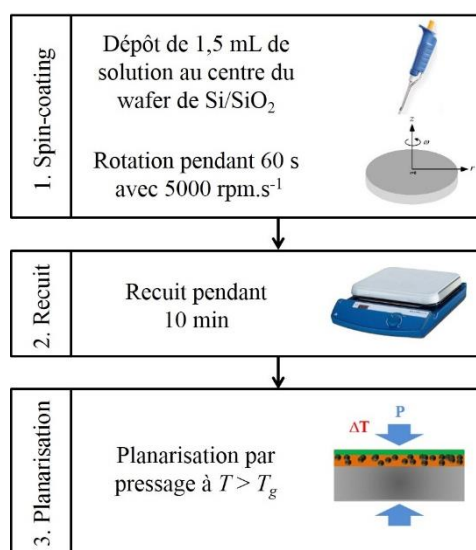 1. Spin-coating
Dépôt de 1,5 mL de
solution au centre du
wafer de Si/SiO₂
Rotation pendant 60 s
avec 5000 rpm.s⁻¹
z
ω
r
2. Recuit
Recuit pendant
10 min
3. Planarisation
Planarisation par
pressage à T > Tg
ΔT
P